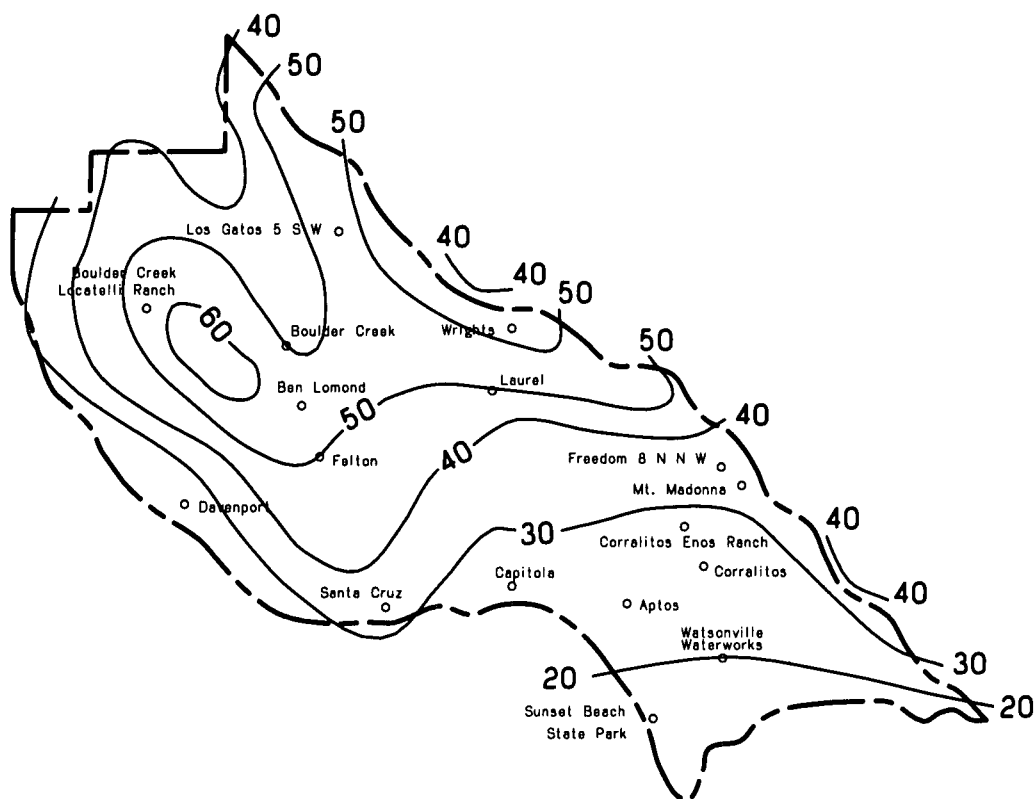 40
50
50
Los Gatos 5 S W
40
40
Boulder Creek
Locatelli Ranch
50
60
Boulder Creek
Wrights
50
Ben Lomond
Laurel
50
40
40
Felton
Freedom 8 N N W
Mt. Madonna
Davenport
30
40
Corralitos Enos Ranch
Capitola
Corralitos
Santa Cruz
40
Aptos
Watsonville
Waterworks
30
20
20
Sunset Beach
State Park